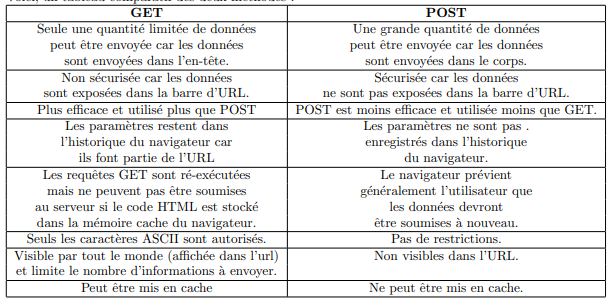 GET
POST
Seule une quantité limitée de données
peut être envoyée car les données
sont envoyées dans l'en-tête.
Une grande quantité de données
peut être envoyée car les données
sont envoyées dans le corps.
Non sécurisée car les données
sont exposées dans la barre d'URL.
Sécurisée car les données
ne sont pas exposées dans la barre d'URL.
Plus efficace et utilisé plus que POST
POST est moins efficace et utilisée moins que GET.
Les paramètres restent dans
l'historique du navigateur car
ils font partie de l'URL
Les paramètres ne sont pas .
enregistrés dans l'historique
du navigateur.
Les requêtes GET sont ré-exécutées
mais ne peuvent pas être soumises
au serveur si le code HTML est stocké
dans la mémoire cache du navigateur.
Le navigateur prévient
généralement l'utilisateur que
les données devront
être soumises à nouveau.
Seuls les caractères ASCII sont autorisés.
Pas de restrictions.
Visible par tout le monde (affichée dans l'url)
et limite le nombre d'informations à envoyer.
Non visibles dans l'URL.
Peut être mis en cache
Ne peut être mis en cache.